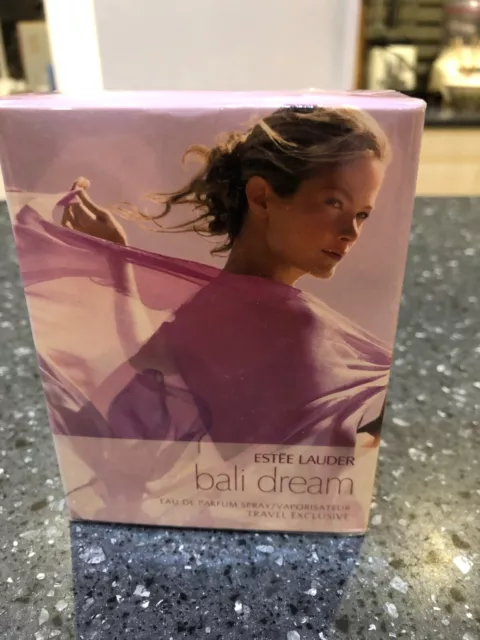 ESTĒE LAUDER
bali dream
EAU DE PARFUM SPRAY/VAPORISATEUR
TRAVEL EXCLUSIVE